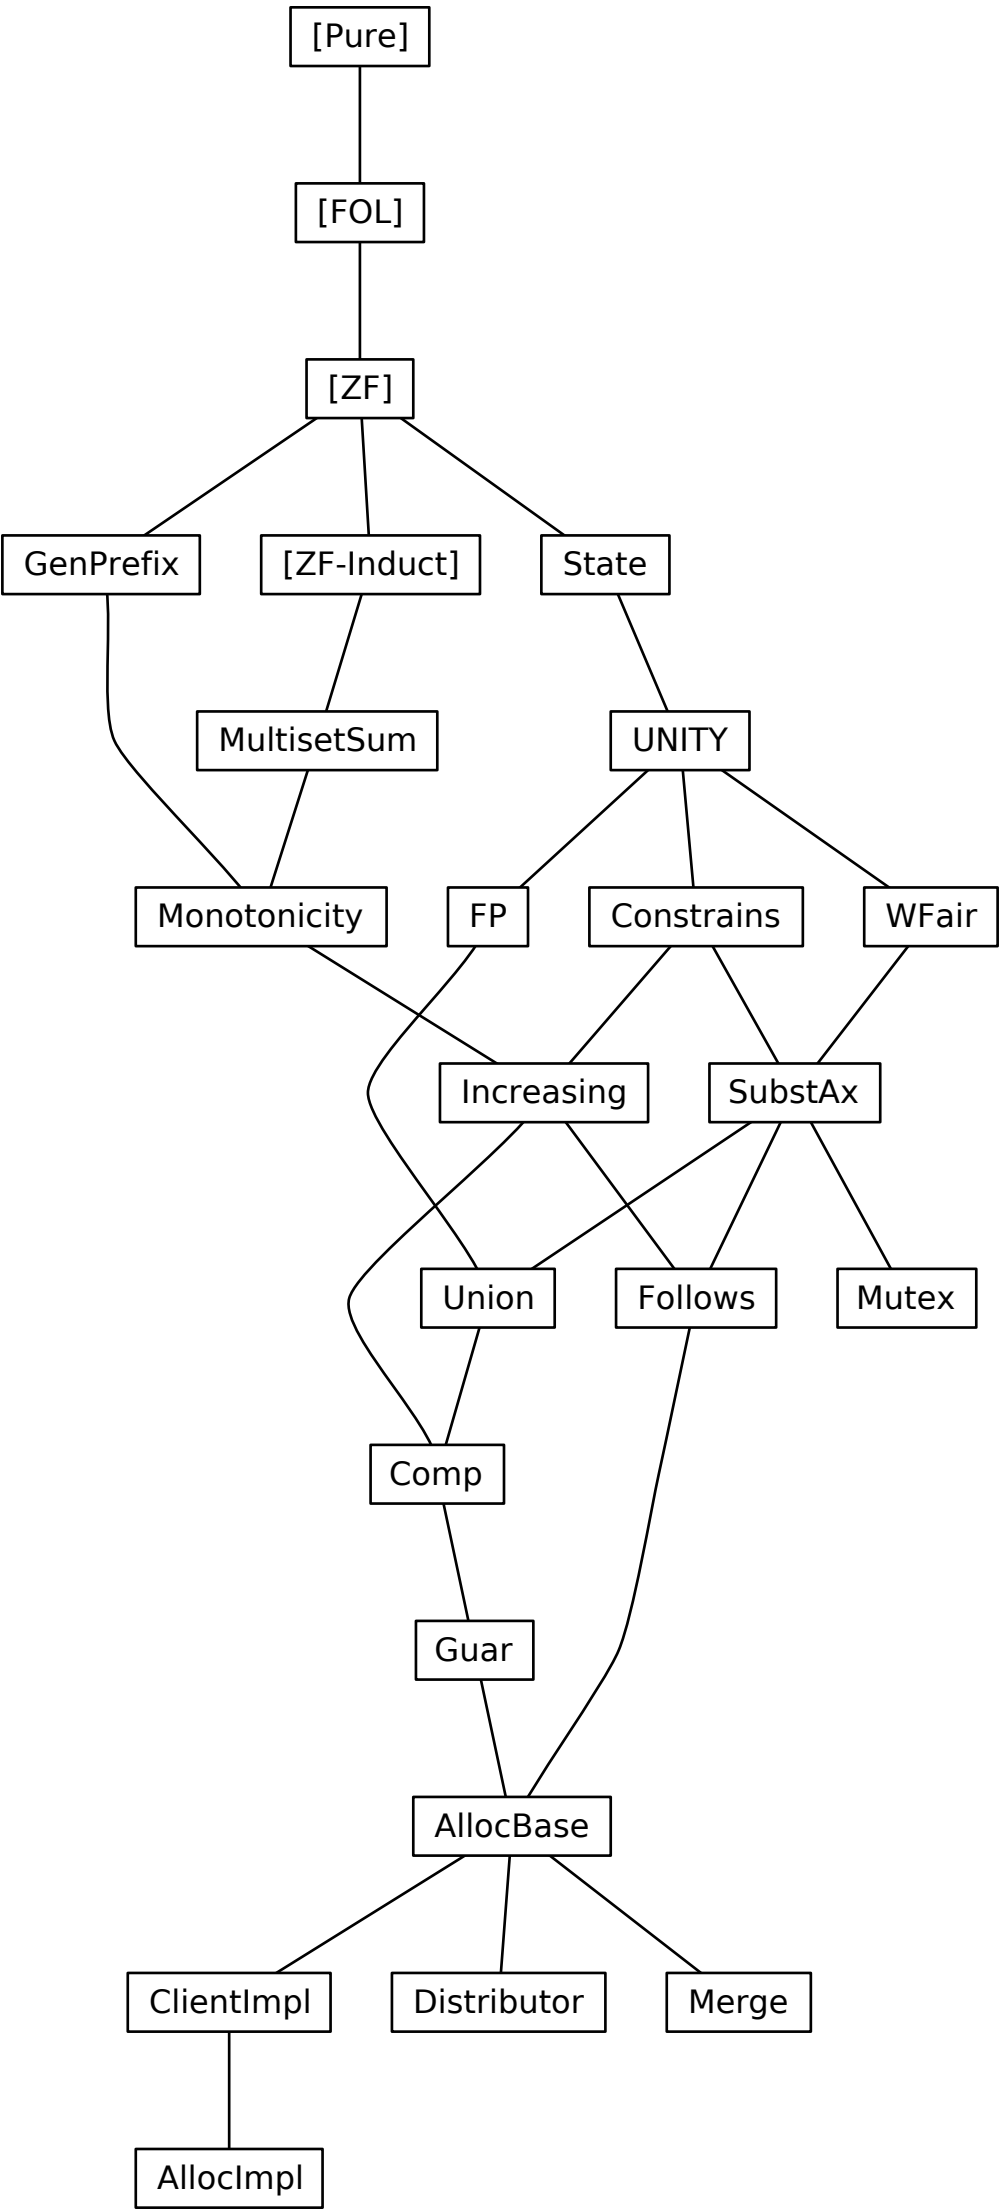 [Pure]
[FOL]
[ZF]
GenPrefix
[ZF-Induct]
State
MultisetSum
UNITY
Monotonicity
FP
Constrains
WFair
Increasing
SubstAx
Union
Follows
Mutex
Comp
Guar
AllocBase
ClientImpl
Distributor
Merge
AllocImpl